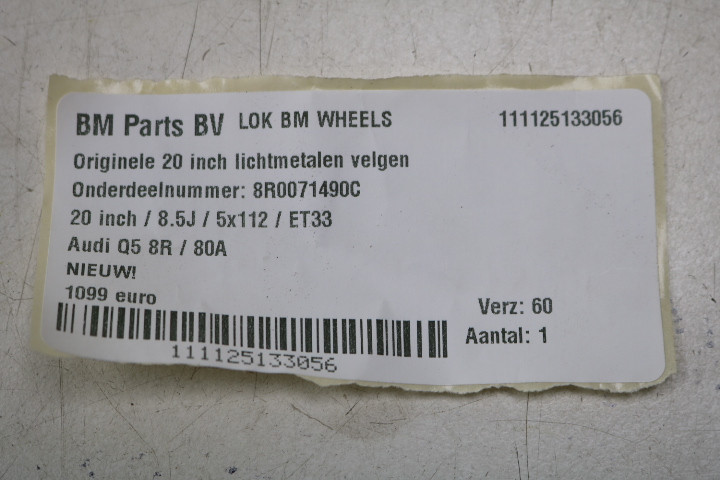 BM Parts BV LOK BM WHEELS 111125133056
Originele 20 inch lichtmetalen velgen
Onderdeelnummer: 8R0071490C
20 inch / 8.5J / 5x112 / ET33
Audi Q5 8R / 80A
NIEUW!
1099 euro
Verz: 60
Aantal: 1
111125133056